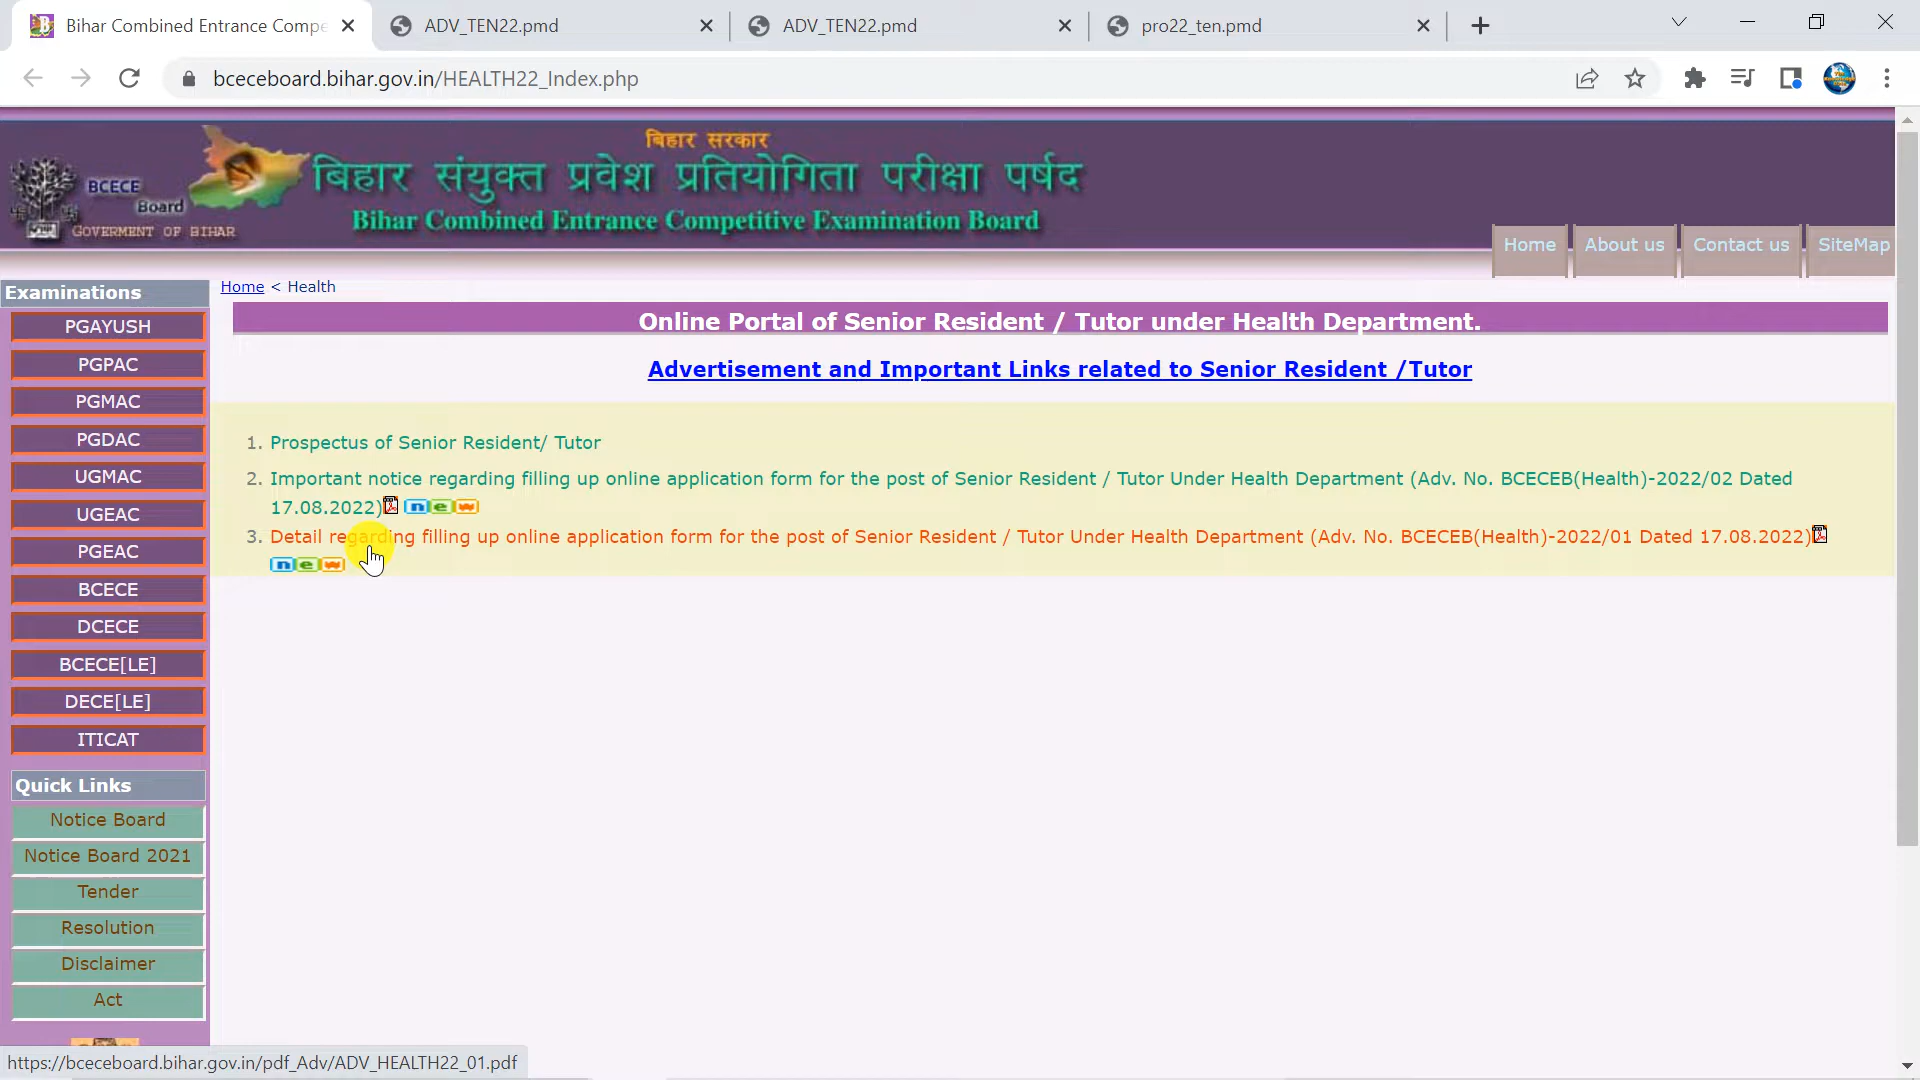 Bihar Combined Entrance Compe
ADV_TEN22.pmd
ADV_TEN22.pmd
pro22_ten.pmd
bceceboard.bihar.gov.in/HEALTH22_Index.php
बिहार सरकार
बिहार संयुक्त प्रवेश प्रतियोगिता परीक्षा पर्षद
Bihar Combined Entrance Competitive Examination Board
BCECE
Board
GOVERMENT OF BIHAR
Home
About us
Contact us
SiteMap
Examinations
PGAYUSH
PGPAC
PGMAC
PGDAC
UGMAC
UGEAC
PGEAC
BCECE
DCECE
BCECE[LE]
DECE[LE]
ITICAT
Quick Links
Notice Board
Notice Board 2021
Tender
Resolution
Disclaimer
Act
Home < Health
Online Portal of Senior Resident / Tutor under Health Department.
Advertisement and Important Links related to Senior Resident /Tutor
1. Prospectus of Senior Resident/ Tutor
2. Important notice regarding filling up online application form for the post of Senior Resident / Tutor Under Health Department (Adv. No. BCECEB(Health)-2022/02 Dated
17.08.2022) new
3. Detail regarding filling up online application form for the post of Senior Resident / Tutor Under Health Department (Adv. No. BCECEB(Health)-2022/01 Dated 17.08.2022)
new
https://bceceboard.bihar.gov.in/pdf_Adv/ADV_HEALTH22_01.pdf